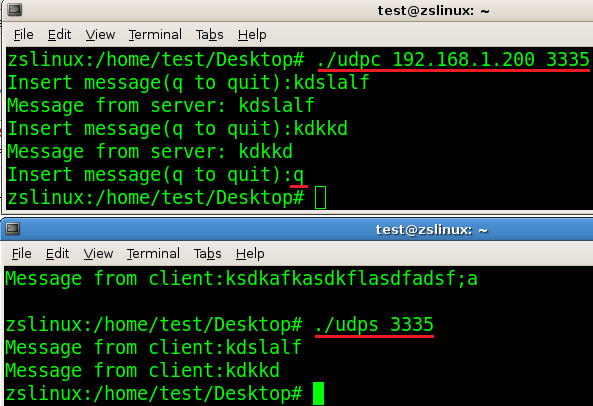 test@zslinux: ~
File Edit View Terminal Tabs Help
zslinux:/home/test/Desktop# ./udpc 192.168.1.200 3335
Insert message(q to quit):kdslalf
Message from server: kdslalf
Insert message(q to quit):kdkkd
Message from server: kdkkd
Insert message(q to quit):q
zslinux:/home/test/Desktop#
test@zslinux: ~
File Edit View Terminal Tabs Help
Message from client:ksdkafkasdkflasdfadsf;a
zslinux:/home/test/Desktop# ./udps 3335
Message from client:kdslalf
Message from client:kdkkd
zslinux:/home/test/Desktop#